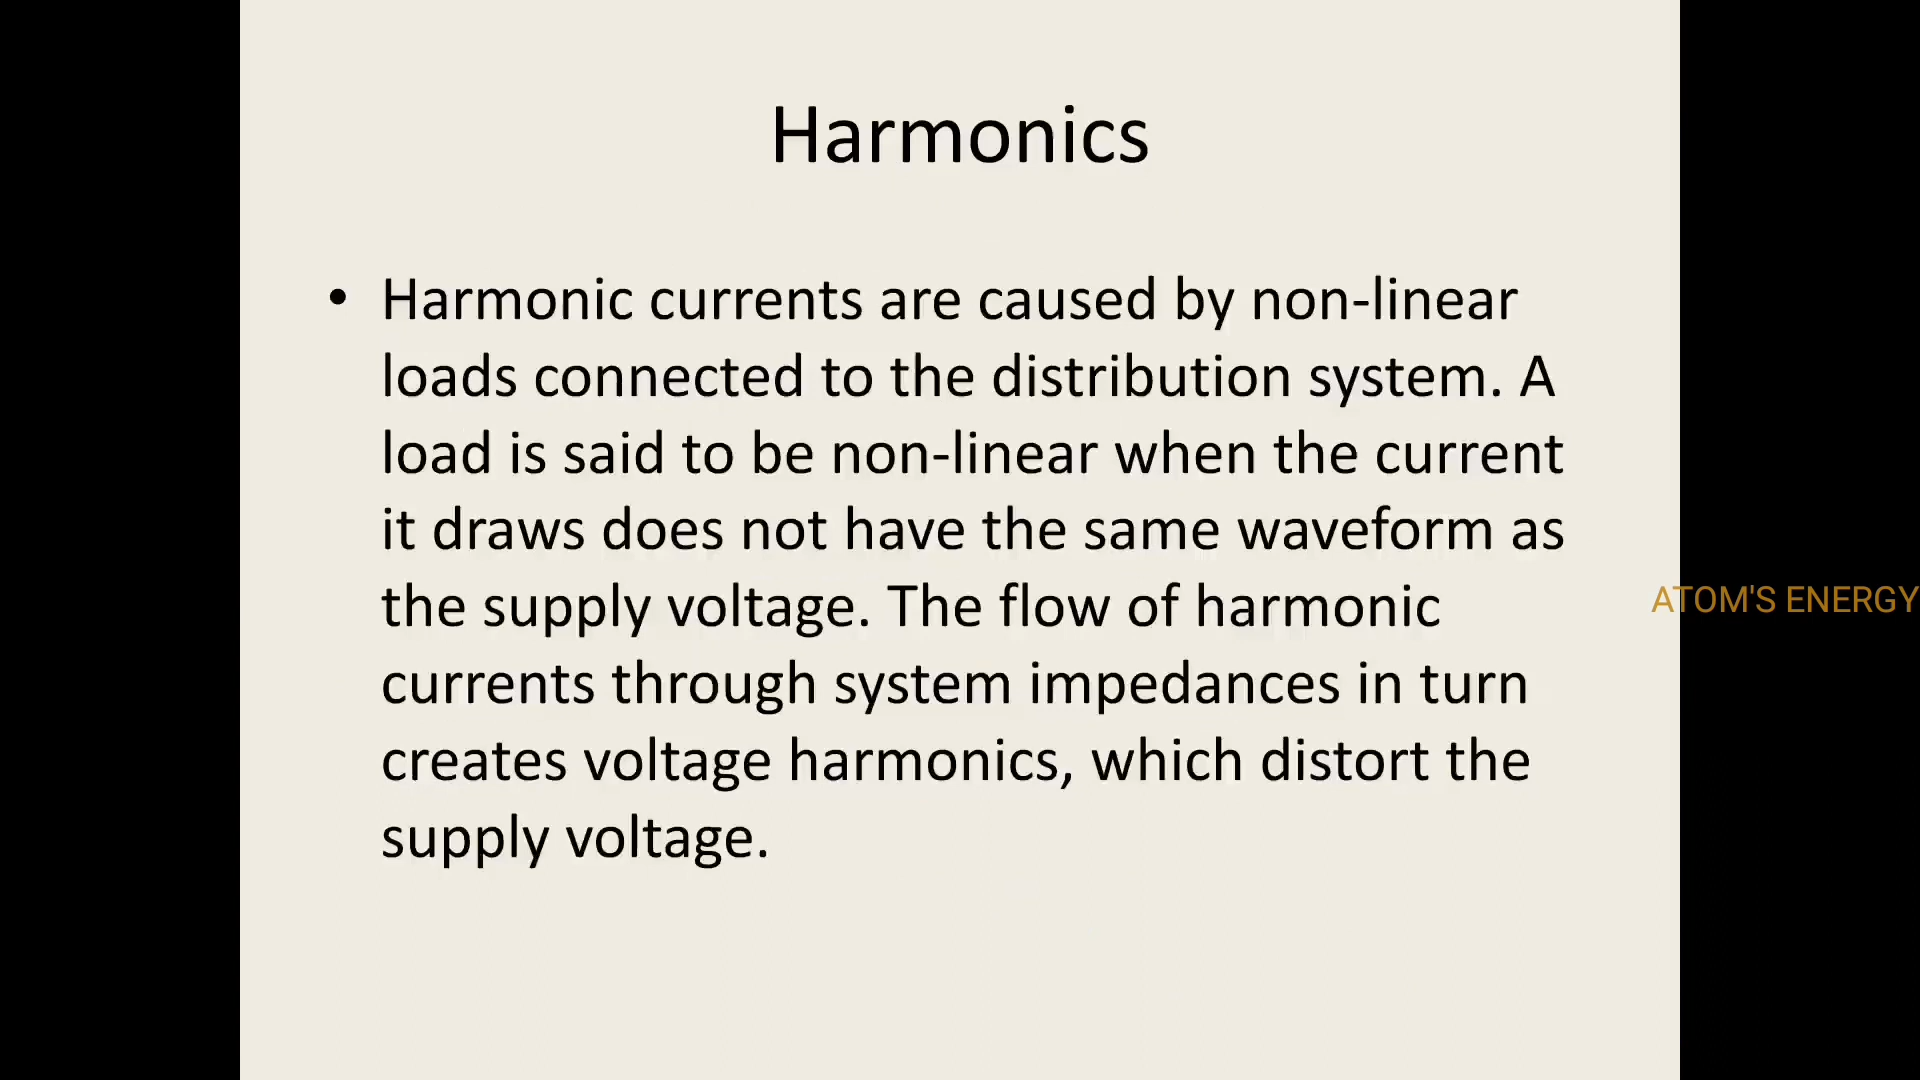 Harmonics
• Harmonic currents are caused by non-linear
loads connected to the distribution system. A
load is said to be non-linear when the current
it draws does not have the same waveform as
the supply voltage. The flow of harmonic
currents through system impedances in turn
creates voltage harmonics, which distort the
supply voltage.
ATOM'S ENERGY